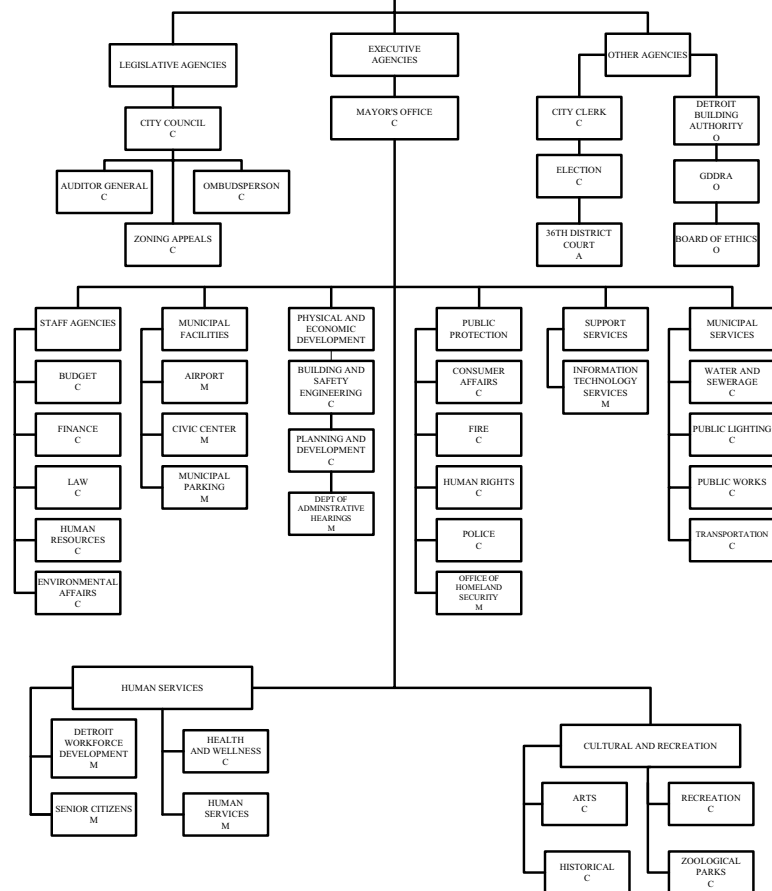 LEGISLATIVE AGENCIES
EXECUTIVE
AGENCIES
OTHER AGENCIES
CITY COUNCIL
C
MAYOR'S OFFICE
C
CITY CLERK
C
DETROIT
BUILDING
AUTHORITY
O
AUDITOR GENERAL
C
OMBUDSPERSON
C
ELECTION
C
GDDRA
O
ZONING APPEALS
C
36TH DISTRICT
COURT
A
BOARD OF ETHICS
O
STAFF AGENCIES
BUDGET
C
FINANCE
C
LAW
C
HUMAN
RESOURCES
C
ENVIRONMENTAL
AFFAIRS
C
MUNICIPAL
FACILITIES
AIRPORT
M
CIVIC CENTER
M
MUNICIPAL
PARKING
M
PHYSICAL AND
ECONOMIC
DEVELOPMENT
BUILDING AND
SAFETY
ENGINEERING
C
PLANNING AND
DEVELOPMENT
C
DEPT OF
ADMINSTRATIVE
HEARINGS
M
PUBLIC
PROTECTION
CONSUMER
AFFAIRS
C
FIRE
C
HUMAN RIGHTS
C
POLICE
C
OFFICE OF
HOMELAND
SECURITY
M
SUPPORT
SERVICES
INFORMATION
TECHNOLOGY
SERVICES
M
MUNICIPAL
SERVICES
WATER AND
SEWERAGE
C
PUBLIC LIGHTING
C
PUBLIC WORKS
C
TRANSPORTATION
C
HUMAN SERVICES
DETROIT
WORKFORCE
DEVELOPMENT
M
HEALTH
AND WELLNESS
C
SENIOR CITIZENS
M
HUMAN
SERVICES
M
CULTURAL AND RECREATION
ARTS
C
RECREATION
C
HISTORICAL
C
ZOOLOGICAL
PARKS
C